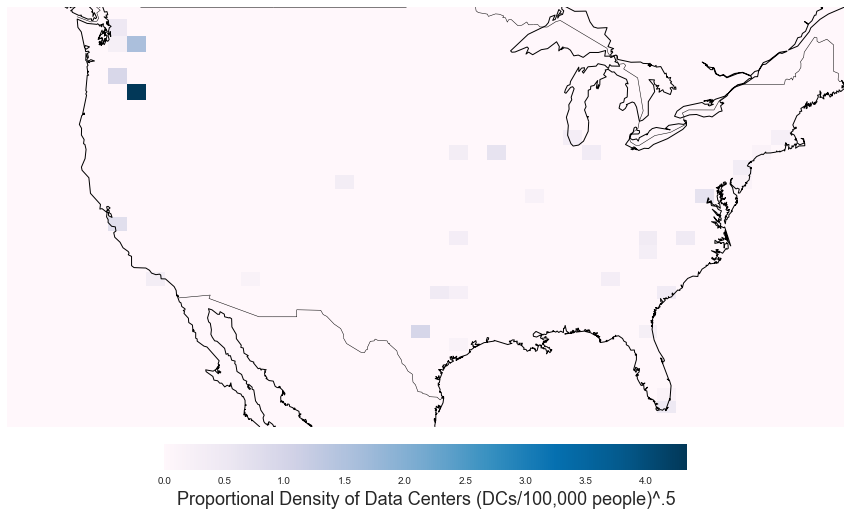 0.0 0.5 1.0 1.5 2.0 2.5 3.0 3.5 4.0
Proportional Density of Data Centers (DCs/100,000 people)^.5